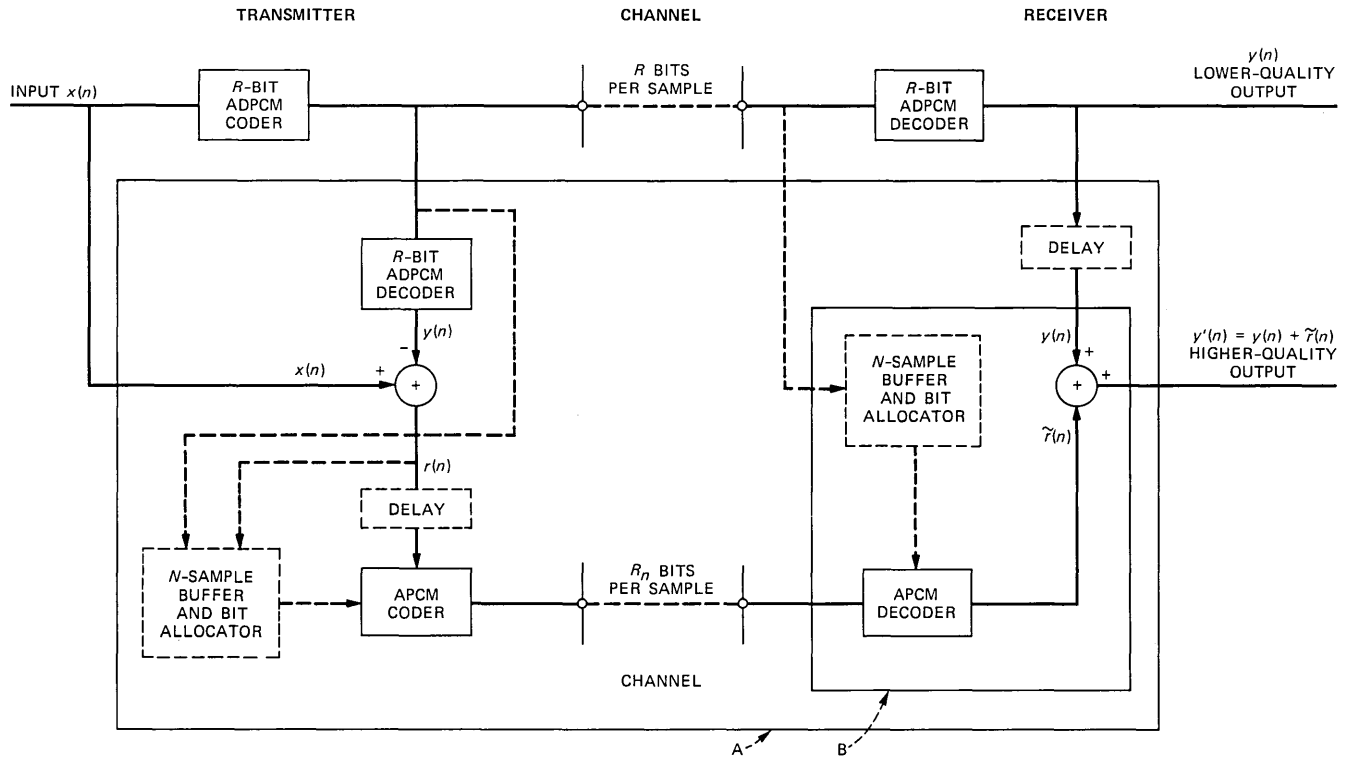 TRANSMITTER
CHANNEL
RECEIVER
INPUT x(n)
R-BIT
ADPCM
CODER
R BITS
PER SAMPLE
R-BIT
ADPCM
DECODER
y(n)
LOWER-QUALITY
OUTPUT
R-BIT
ADPCM
DECODER
y(n)
−
x(n)
+
+
DELAY
y(n)
+
+
+
y′(n) = y(n) + r̃(n)
HIGHER-QUALITY
OUTPUT
N-SAMPLE
BUFFER
AND BIT
ALLOCATOR
r̃(n)
r(n)
DELAY
N-SAMPLE
BUFFER
AND BIT
ALLOCATOR
APCM
CODER
Rn BITS
PER SAMPLE
APCM
DECODER
CHANNEL
A
B